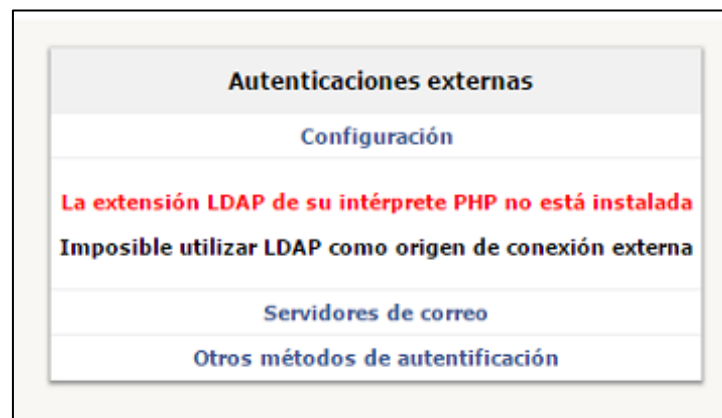 Autenticaciones externas
Configuración
La extensión LDAP de su intérprete PHP no está instalada
Imposible utilizar LDAP como origen de conexión externa
Servidores de correo
Otros métodos de autentificación